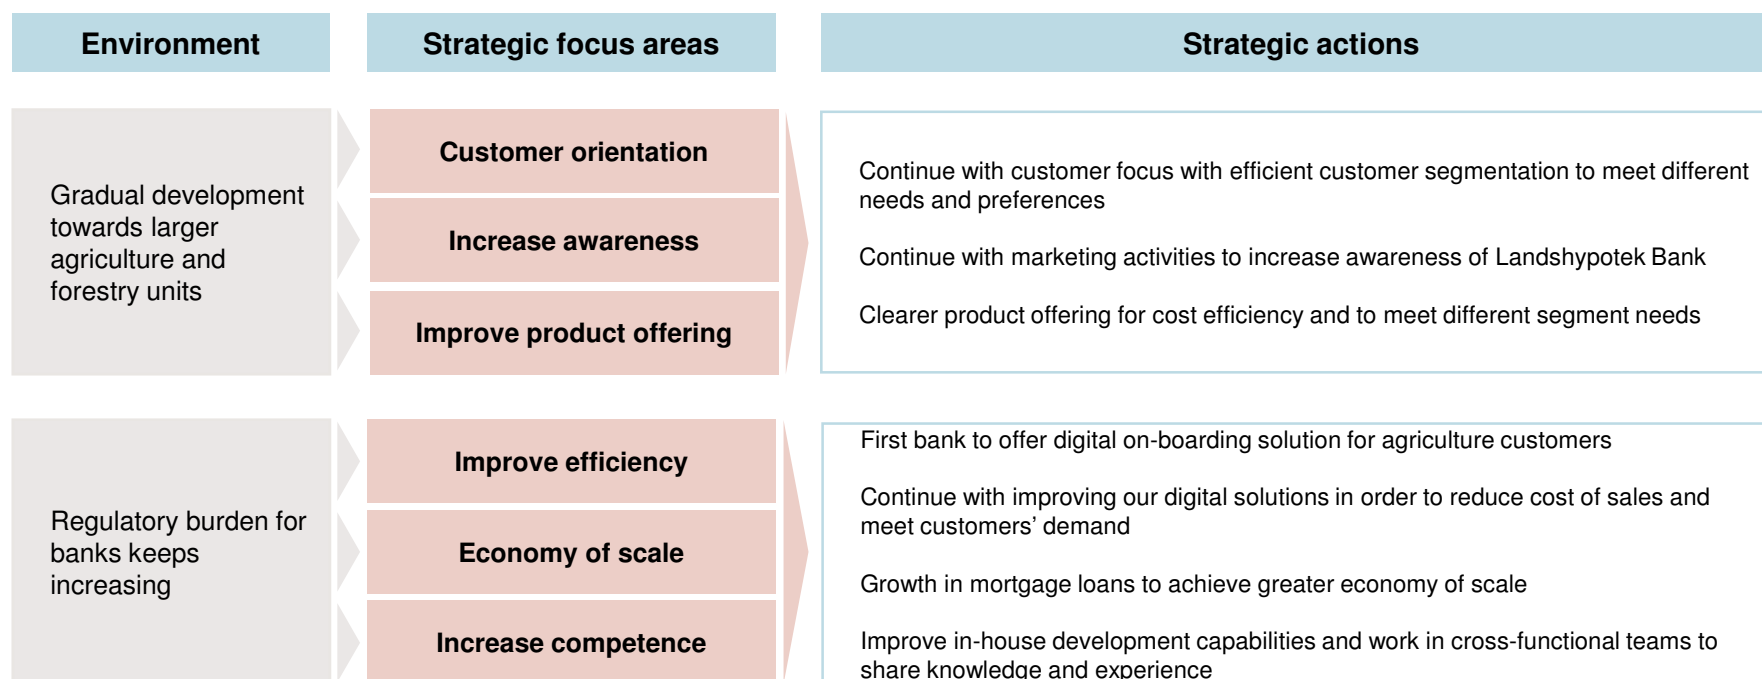 Environment
Strategic focus areas
Strategic actions
Gradual development
towards larger
agriculture and
forestry units
Customer orientation
Increase awareness
Improve product offering
Continue with customer focus with efficient customer segmentation to meet different
needs and preferences
Continue with marketing activities to increase awareness of Landshypotek Bank
Clearer product offering for cost efficiency and to meet different segment needs
Regulatory burden for
banks keeps
increasing
Improve efficiency
Economy of scale
Increase competence
First bank to offer digital on-boarding solution for agriculture customers
Continue with improving our digital solutions in order to reduce cost of sales and
meet customers’ demand
Growth in mortgage loans to achieve greater economy of scale
Improve in-house development capabilities and work in cross-functional teams to
share knowledge and experience